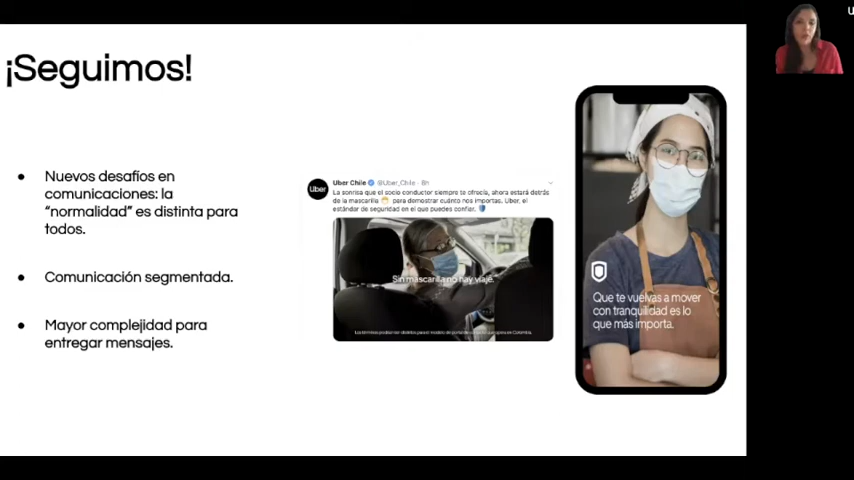 U
¡Seguimos!
Nuevos desafíos en
comunicaciones: la
“normalidad” es distinta para
todos.
Comunicación segmentada.
Mayor complejidad para
entregar mensajes.
Uber
Uber Chile @Uber_Chile · 8h
La sonrisa que el socio conductor siempre te ofrecía, ahora estará detrás
de la mascarilla para demostrar cuánto nos importas. Uber, el
estándar de seguridad en el que puedes confiar.
Sin mascarilla no hay viaje.
Que te vuelvas a mover
con tranquilidad es lo
que más importa.